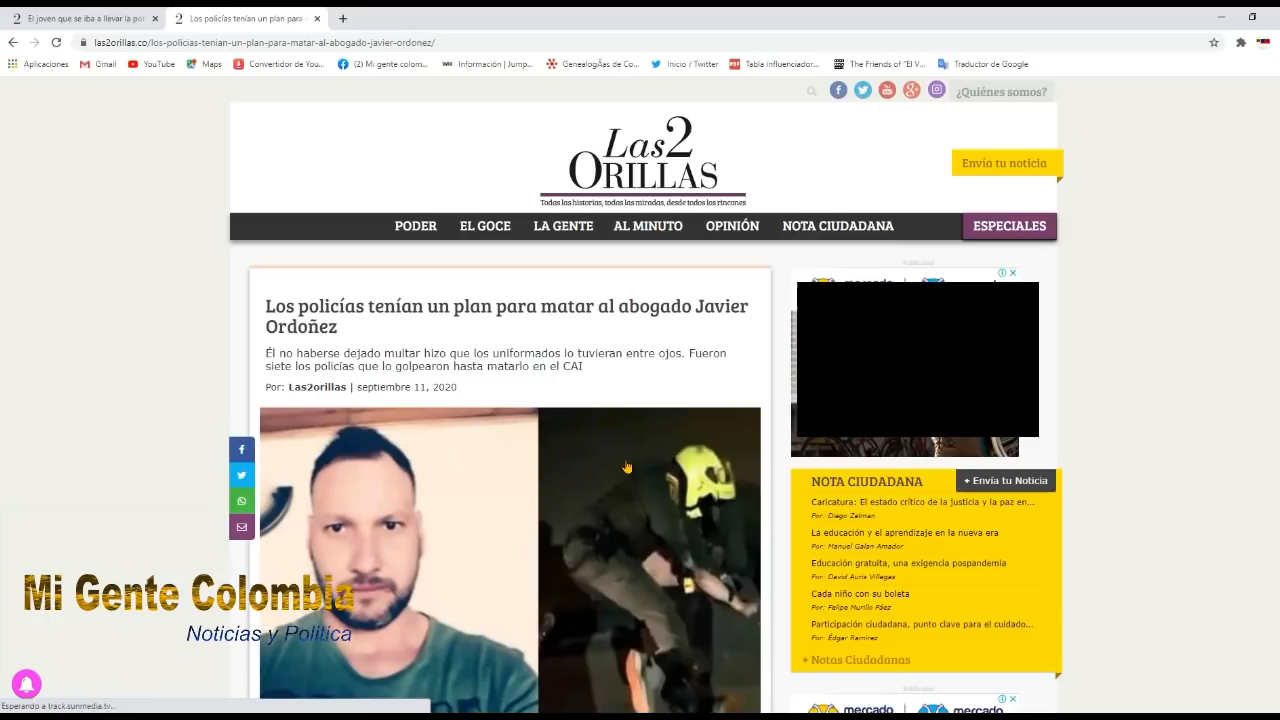 El joven que se iba a llevar la pol
Los policías tenían un plan para
las2orillas.co/los-policias-tenian-un-plan-para-matar-al-abogado-javier-ordonez/
Aplicaciones
Gmail
YouTube
Maps
Convertidor de You...
(2) Mi gente colom...
Información | Jump...
GenealogÃ­as de Co...
Inicio / Twitter
Tabla influenciador...
The Friends of "El V...
Traductor de Google
¿Quiénes somos?
Las2
ORILLAS
Todas las historias, todas las miradas, desde todos los rincones
Envía tu noticia
PODER
EL GOCE
LA GENTE
AL MINUTO
OPINIÓN
NOTA CIUDADANA
ESPECIALES
Los policías tenían un plan para matar al abogado Javier
Ordoñez
Él no haberse dejado multar hizo que los uniformados lo tuvieran entre ojos. Fueron
siete los policías que lo golpearon hasta matarlo en el CAI
Por: Las2orillas | septiembre 11, 2020
Publicidad
NOTA CIUDADANA
+ Envía tu Noticia
Caricatura: El estado crítico de la justicia y la paz en...
Por: Diego Zalman
La educación y el aprendizaje en la nueva era
Por: Manuel Galan Amador
Educación gratuita, una exigencia pospandemia
Por: David Auris Villegas
Cada niño con su boleta
Por: Felipe Murillo Páez
Participación ciudadana, punto clave para el cuidado...
Por: Édgar Ramírez
+ Notas Ciudadanas
Publicidad
mercado
Mi Gente Colombia
Noticias y Política
Esperando a track.sunmedia.tv...